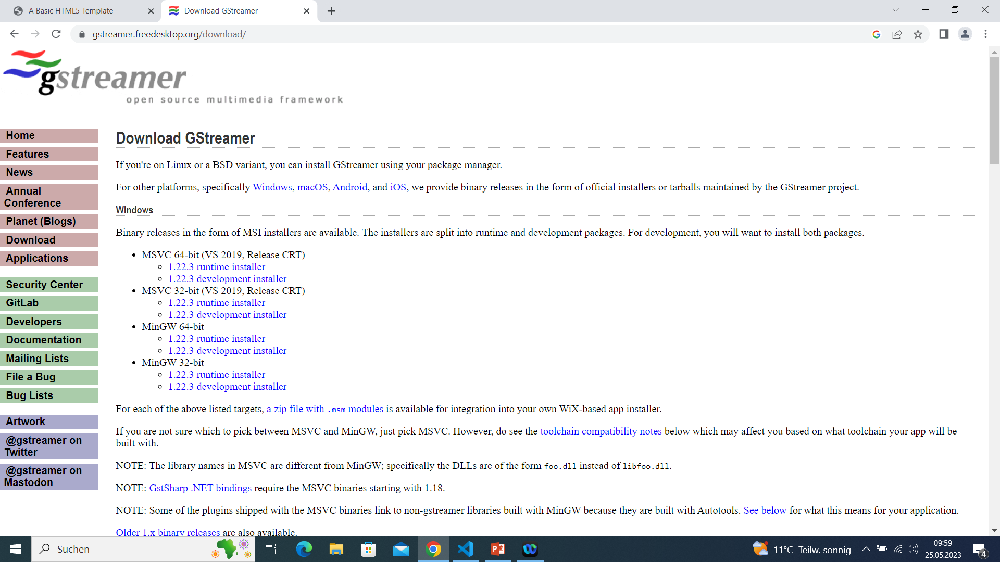 A Basic HTML5 Template
Download GStreamer
gstreamer.freedesktop.org/download/
gstreamer
open source multimedia framework
Home
Features
News
Annual
Conference
Planet (Blogs)
Download
Applications
Security Center
GitLab
Developers
Documentation
Mailing Lists
File a Bug
Bug Lists
Artwork
@gstreamer on
Twitter
@gstreamer on
Mastodon
Download GStreamer
If you're on Linux or a BSD variant, you can install GStreamer using your package manager.
For other platforms, specifically Windows, macOS, Android, and iOS, we provide binary releases in the form of official installers or tarballs maintained by the GStreamer project.
Windows
Binary releases in the form of MSI installers are available. The installers are split into runtime and development packages. For development, you will want to install both packages.
• MSVC 64-bit (VS 2019, Release CRT)
◦ 1.22.3 runtime installer
◦ 1.22.3 development installer
• MSVC 32-bit (VS 2019, Release CRT)
◦ 1.22.3 runtime installer
◦ 1.22.3 development installer
• MinGW 64-bit
◦ 1.22.3 runtime installer
◦ 1.22.3 development installer
• MinGW 32-bit
◦ 1.22.3 runtime installer
◦ 1.22.3 development installer
For each of the above listed targets, a zip file with .msm modules is available for integration into your own WiX-based app installer.
If you are not sure which to pick between MSVC and MinGW, just pick MSVC. However, do see the toolchain compatibility notes below which may affect you based on what toolchain your app will be
built with.
NOTE: The library names in MSVC are different from MinGW; specifically the DLLs are of the form foo.dll instead of libfoo.dll.
NOTE: GstSharp .NET bindings require the MSVC binaries starting with 1.18.
NOTE: Some of the plugins shipped with the MSVC binaries link to non-gstreamer libraries built with MinGW because they are built with Autotools. See below for what this means for your application.
Older 1.x binary releases are also available.
Suchen
11°C Teilw. sonnig
09:59
25.05.2023
4